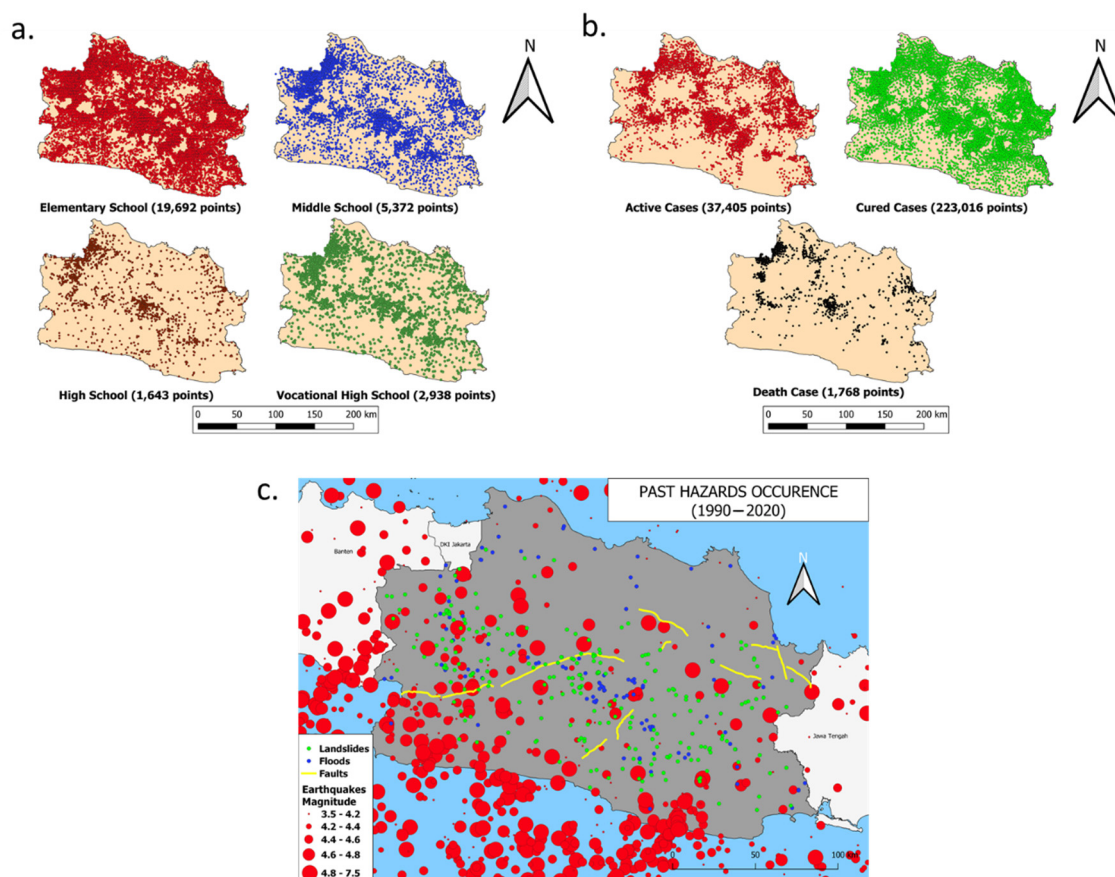 a.
N
Elementary School (19,692 points)
Middle School (5,372 points)
High School (1,643 points)
Vocational High School (2,938 points)
0 50 100 150 200 km
b.
N
Active Cases (37,405 points)
Cured Cases (223,016 points)
Death Case (1,768 points)
0 50 100 150 200 km
c.
PAST HAZARDS OCCURENCE
(1990—2020)
N
Banten
DKI Jakarta
Jawa Tengah
Landslides
Floods
Faults
Earthquakes
Magnitude
3.5 - 4.2
4.2 - 4.4
4.4 - 4.6
4.6 - 4.8
4.8 - 7.5
0 50 100 km